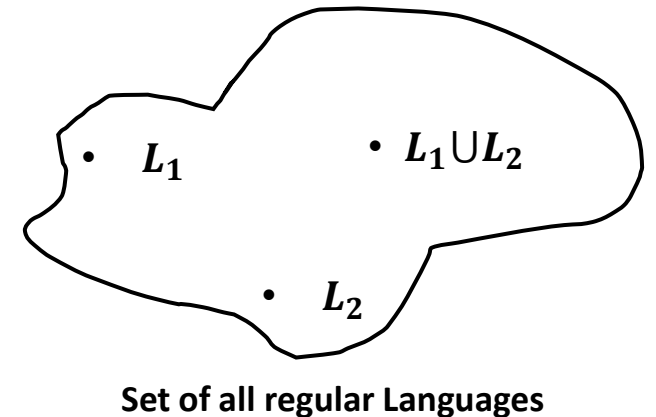 L₁ ⋃ L₂
L₁
L₂
Set of all regular Languages